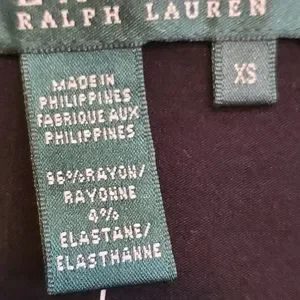 RALPH LAUREN
XS
MADE IN
PHILIPPINES
FABRIQUE AUX
PHILIPPINES
96%RAYON/
RAYONNE
4%
ELASTANE/
ELASTHANNE